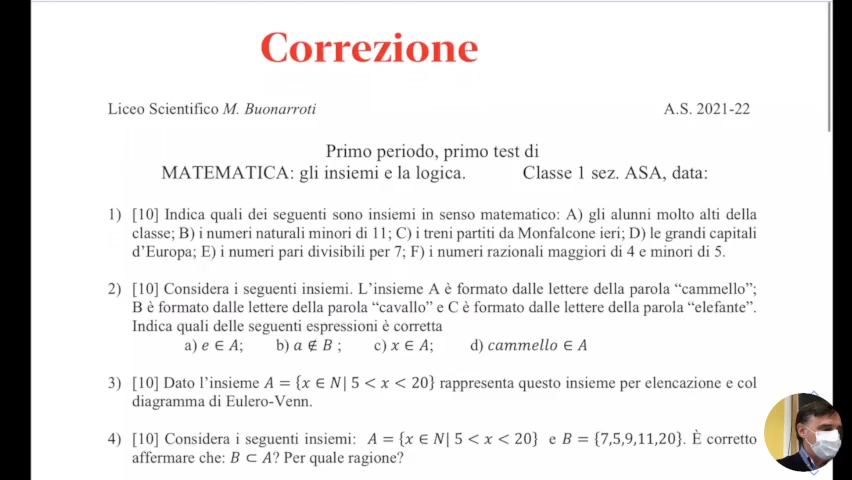 Correzione
Liceo Scientifico M. Buonarroti A.S. 2021-22
Primo periodo, primo test di
MATEMATICA: gli insiemi e la logica. Classe 1 sez. ASA, data:
1) [10] Indica quali dei seguenti sono insiemi in senso matematico: A) gli alunni molto alti della
classe; B) i numeri naturali minori di 11; C) i treni partiti da Monfalcone ieri; D) le grandi capitali
d’Europa; E) i numeri pari divisibili per 7; F) i numeri razionali maggiori di 4 e minori di 5.
2) [10] Considera i seguenti insiemi. L’insieme A è formato dalle lettere della parola “cammello”;
B è formato dalle lettere della parola “cavallo” e C è formato dalle lettere della parola “elefante”.
Indica quali delle seguenti espressioni è corretta
a) e ∈ A; b) a ∉ B ; c) x ∈ A; d) cammello ∈ A
3) [10] Dato l’insieme A = {x ∈ N| 5 < x < 20} rappresenta questo insieme per elencazione e col
diagramma di Eulero-Venn.
4) [10] Considera i seguenti insiemi: A = {x ∈ N| 5 < x < 20} e B = {7,5,9,11,20}. È corretto
affermare che: B ⊂ A? Per quale ragione?